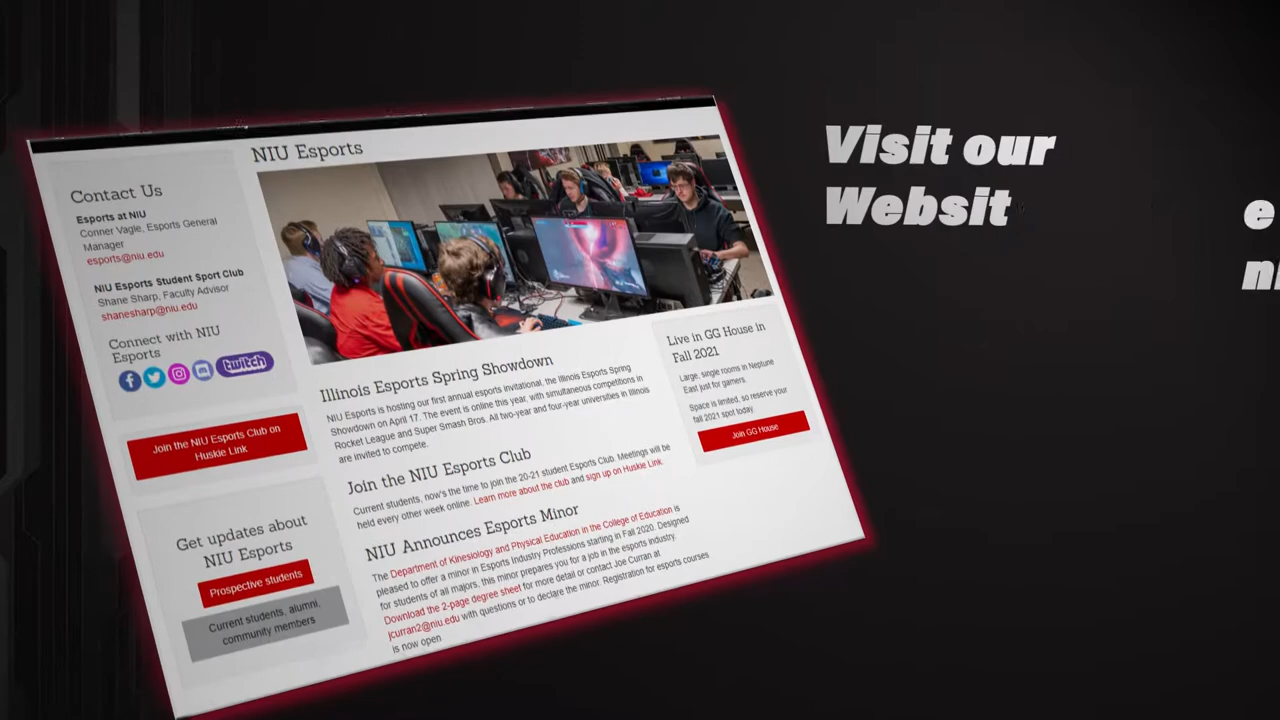 NIU Esports
Contact Us
Esports at NIU
Conner Vagle, Esports General
Manager
esports@niu.edu
NIU Esports Student Sport Club
Shane Sharp, Faculty Advisor
shanesharp@niu.edu
Connect with NIU
Esports
twitch
Join the NIU Esports Club on
Huskie Link
Get updates about
NIU Esports
Prospective students
Current students, alumni,
community members
Illinois Esports Spring Showdown
NIU Esports is hosting our first annual esports invitational, the Illinois Esports Spring
Showdown on April 17. The event is online this year, with simultaneous competitions in
Rocket League and Super Smash Bros. All two-year and four-year universities in Illinois
are invited to compete.
Join the NIU Esports Club
Current students, now's the time to join the 20-21 student Esports Club. Meetings will be
held every other week online. Learn more about the club and sign up on Huskie Link.
NIU Announces Esports Minor
The Department of Kinesiology and Physical Education in the College of Education is
pleased to offer a minor in Esports Industry Professions starting in Fall 2020. Designed
for students of all majors, this minor prepares you for a job in the esports industry.
Download the 2-page degree sheet for more detail or contact Joe Curran at
jcurran2@niu.edu with questions or to declare the minor. Registration for esports courses
is now open
Live in GG House in
Fall 2021
Large, single rooms in Neptune
East just for gamers.
Space is limited, so reserve your
fall 2021 spot today.
Join GG House
Visit our
Websit
e
ni